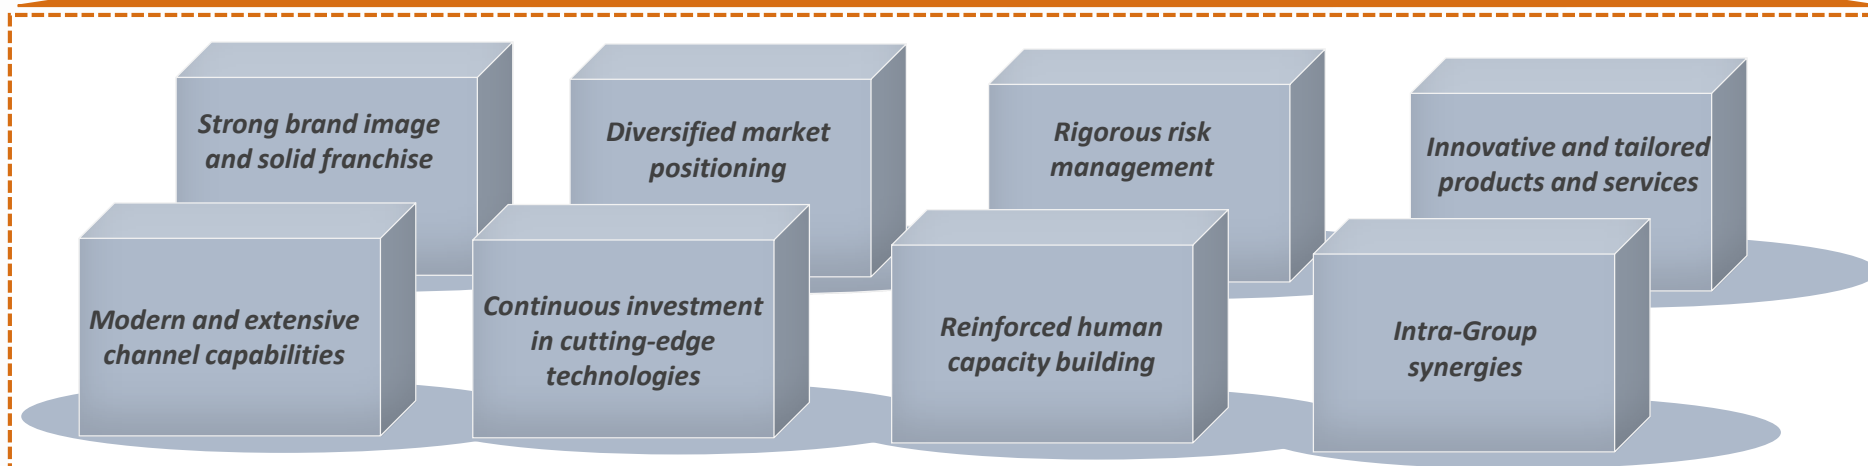 Strong brand image
and solid franchise
Diversified market
positioning
Rigorous risk
management
Innovative and tailored
products and services
Modern and extensive
channel capabilities
Continuous investment
in cutting-edge
technologies
Reinforced human
capacity building
Intra-Group
synergies